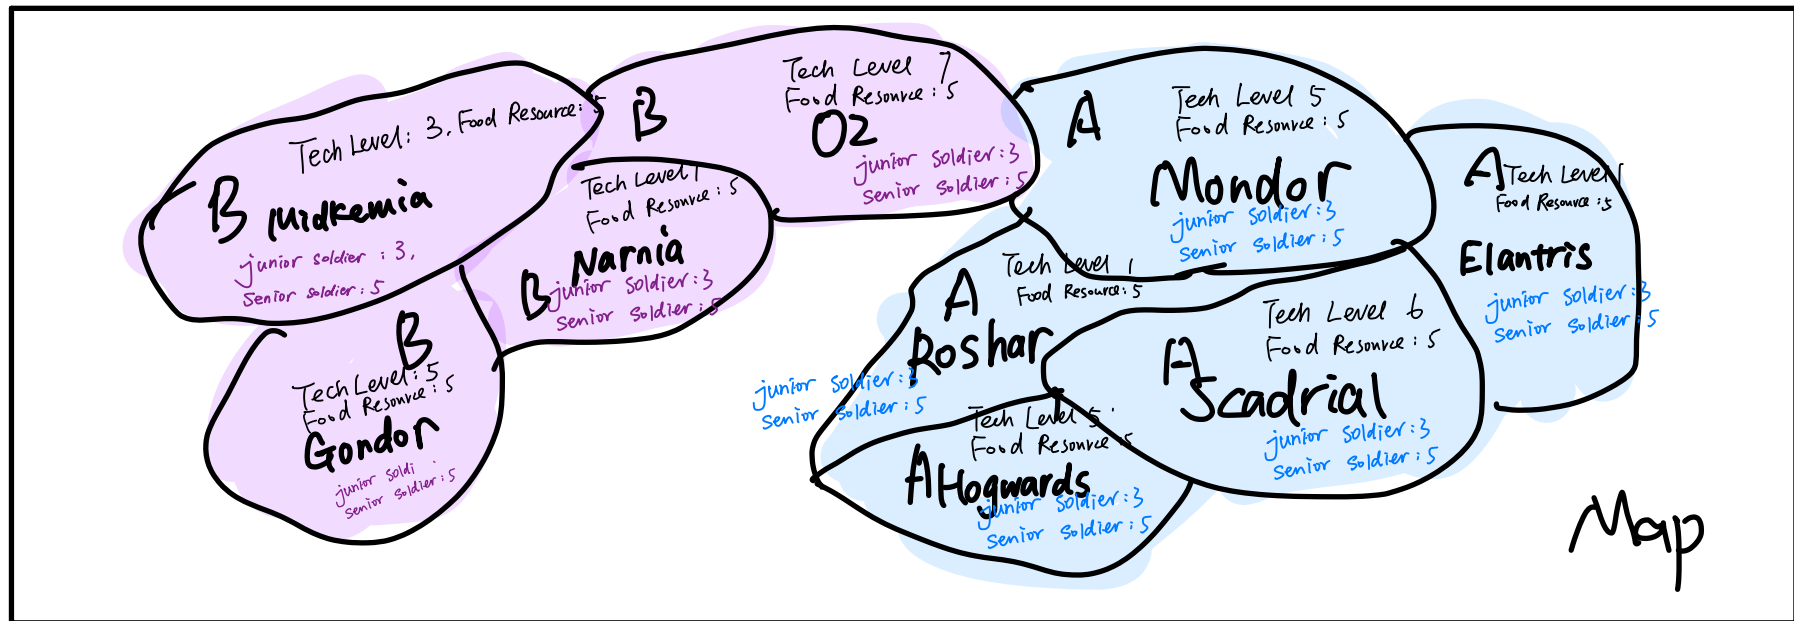 Tech Level: 3, Food Resource: 5
B Midkemia
junior soldier : 3,
senior soldier : 5
B
Tech Level 7
Food Resource : 5
Oz
junior soldier : 3
senior soldier : 5
Tech Level 1
Food Resource : 5
Narnia
B
junior soldier : 3
senior soldier : 5
B
Tech Level : 5
Food Resource : 5
Gondor
junior soldi
senior soldier : 5
A
Tech Level 5
Food Resource : 5
Mondor
junior soldier : 3
senior soldier : 5
A
Tech Level 1
Food Resource : 5
Elantris
junior soldier : 3
senior soldier : 5
Tech Level 1
Food Resource : 5
A
Roshar
junior soldier : 3
senior soldier : 5
Tech Level 6
Food Resource : 5
A
Scadrial
junior soldier : 3
senior soldier : 5
Tech Level 5
Food Resource : 5
A Hogwards
junior soldier : 3
senior soldier : 5
Map